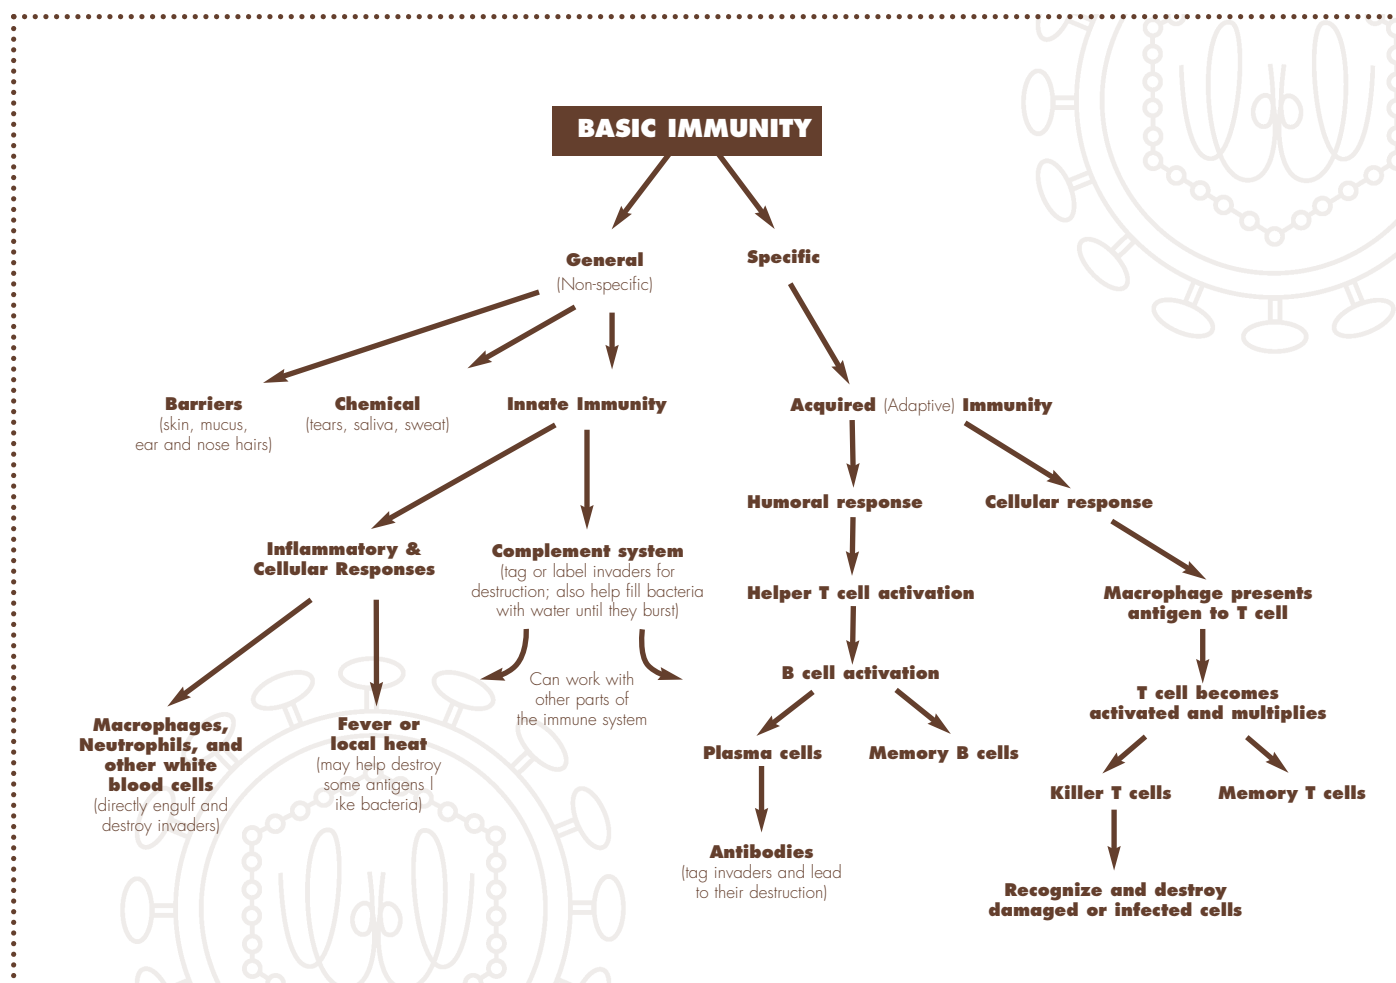 BASIC IMMUNITY
General
(Non-specific)
Specific
Barriers
(skin, mucus,
ear and nose hairs)
Chemical
(tears, saliva, sweat)
Innate Immunity
Acquired (Adaptive) Immunity
Humoral response
Cellular response
Inflammatory &
Cellular Responses
Complement system
(tag or label invaders for
destruction; also help fill bacteria
with water until they burst)
Helper T cell activation
Macrophage presents
antigen to T cell
Can work with
other parts of
the immune system
B cell activation
T cell becomes
activated and multiplies
Macrophages,
Neutrophils, and
other white
blood cells
(directly engulf and
destroy invaders)
Fever or
local heat
(may help destroy
some antigens l
ike bacteria)
Plasma cells
Memory B cells
Killer T cells
Memory T cells
Antibodies
(tag invaders and lead
to their destruction)
Recognize and destroy
damaged or infected cells